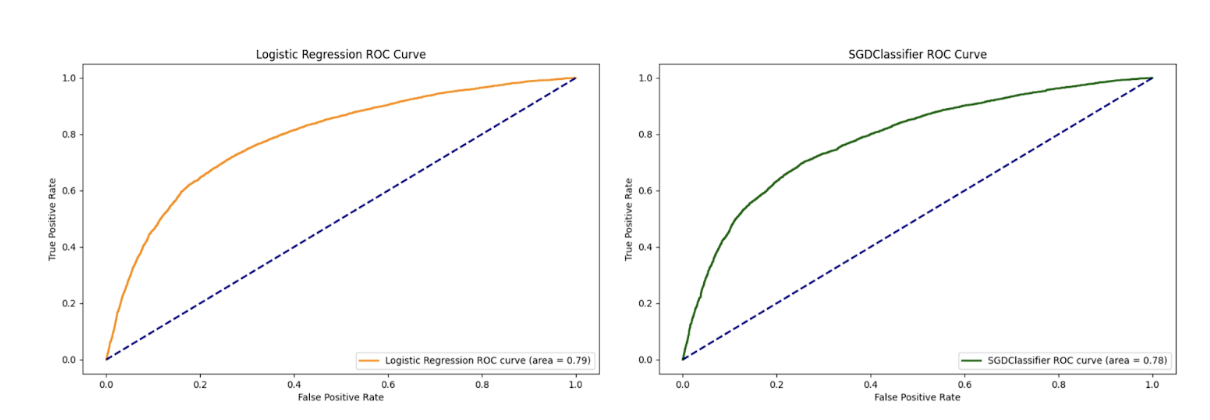 Logistic Regression ROC Curve
1.0
0.8
0.6
0.4
0.2
0.0
True Positive Rate
Logistic Regression ROC curve (area = 0.79)
0.0 0.2 0.4 0.6 0.8 1.0
False Positive Rate
SGDClassifier ROC Curve
1.0
0.8
0.6
0.4
0.2
0.0
True Positive Rate
SGDClassifier ROC curve (area = 0.78)
0.0 0.2 0.4 0.6 0.8 1.0
False Positive Rate